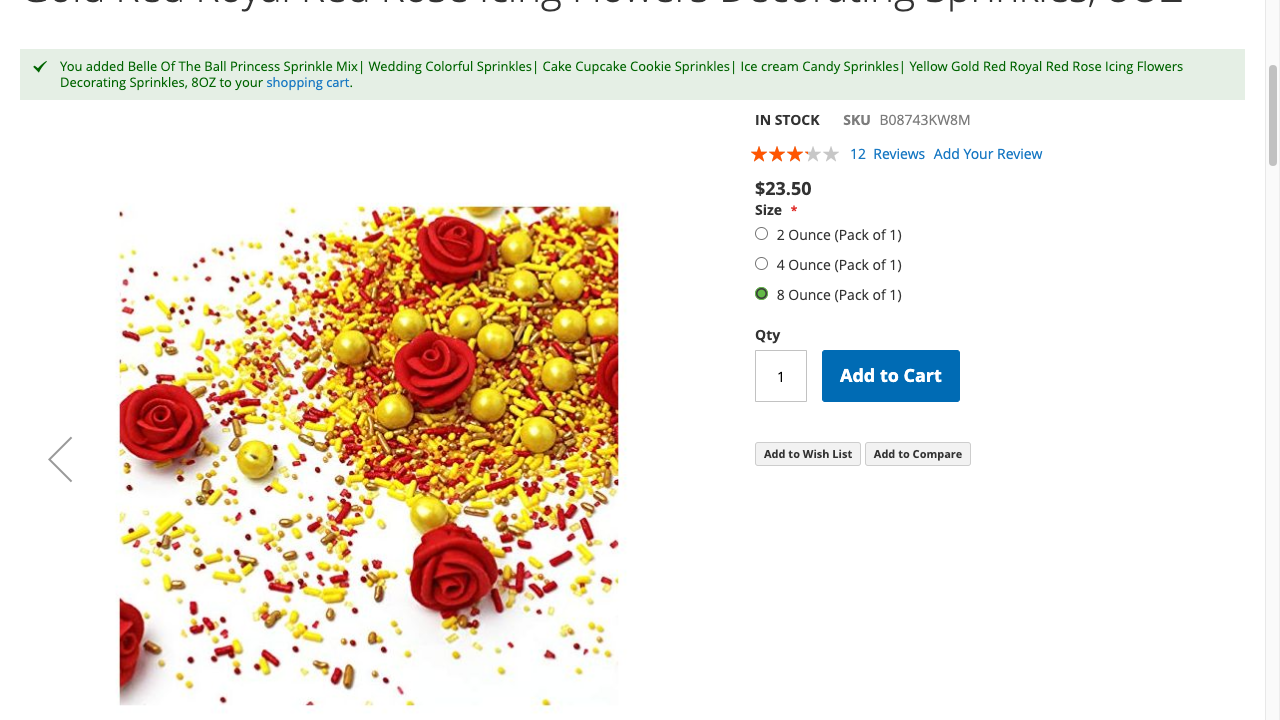 You added Belle Of The Ball Princess Sprinkle Mix| Wedding Colorful Sprinkles| Cake Cupcake Cookie Sprinkles| Ice cream Candy Sprinkles| Yellow Gold Red Royal Red Rose Icing Flowers
Decorating Sprinkles, 8OZ to your shopping cart.
IN STOCK SKU B08743KW8M
12 Reviews Add Your Review
$23.50
Size *
2 Ounce (Pack of 1)
4 Ounce (Pack of 1)
8 Ounce (Pack of 1)
Qty
1
Add to Cart
Add to Wish List
Add to Compare